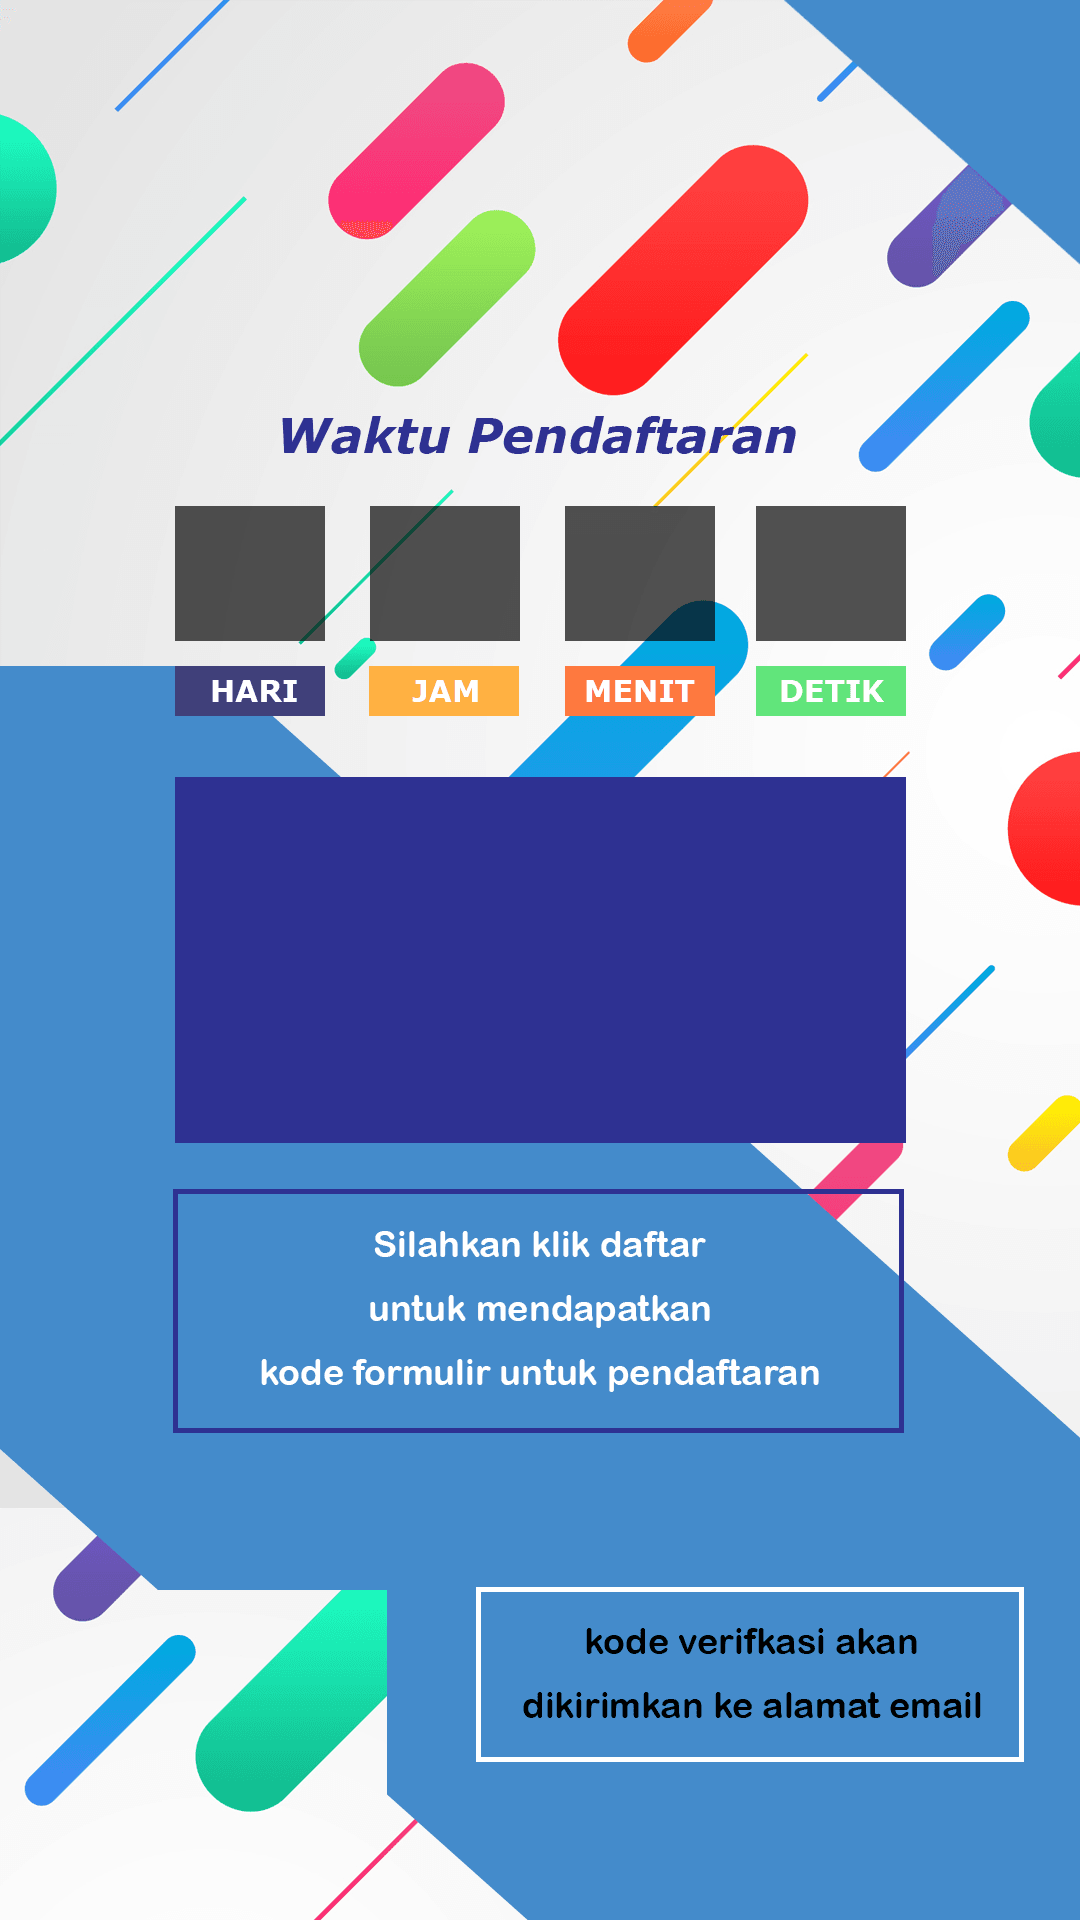 Waktu Pendaftaran
HARI JAM MENIT DETIK
Silahkan klik daftar
untuk mendapatkan
kode formulir untuk pendaftaran
kode verifkasi akan
dikirimkan ke alamat email